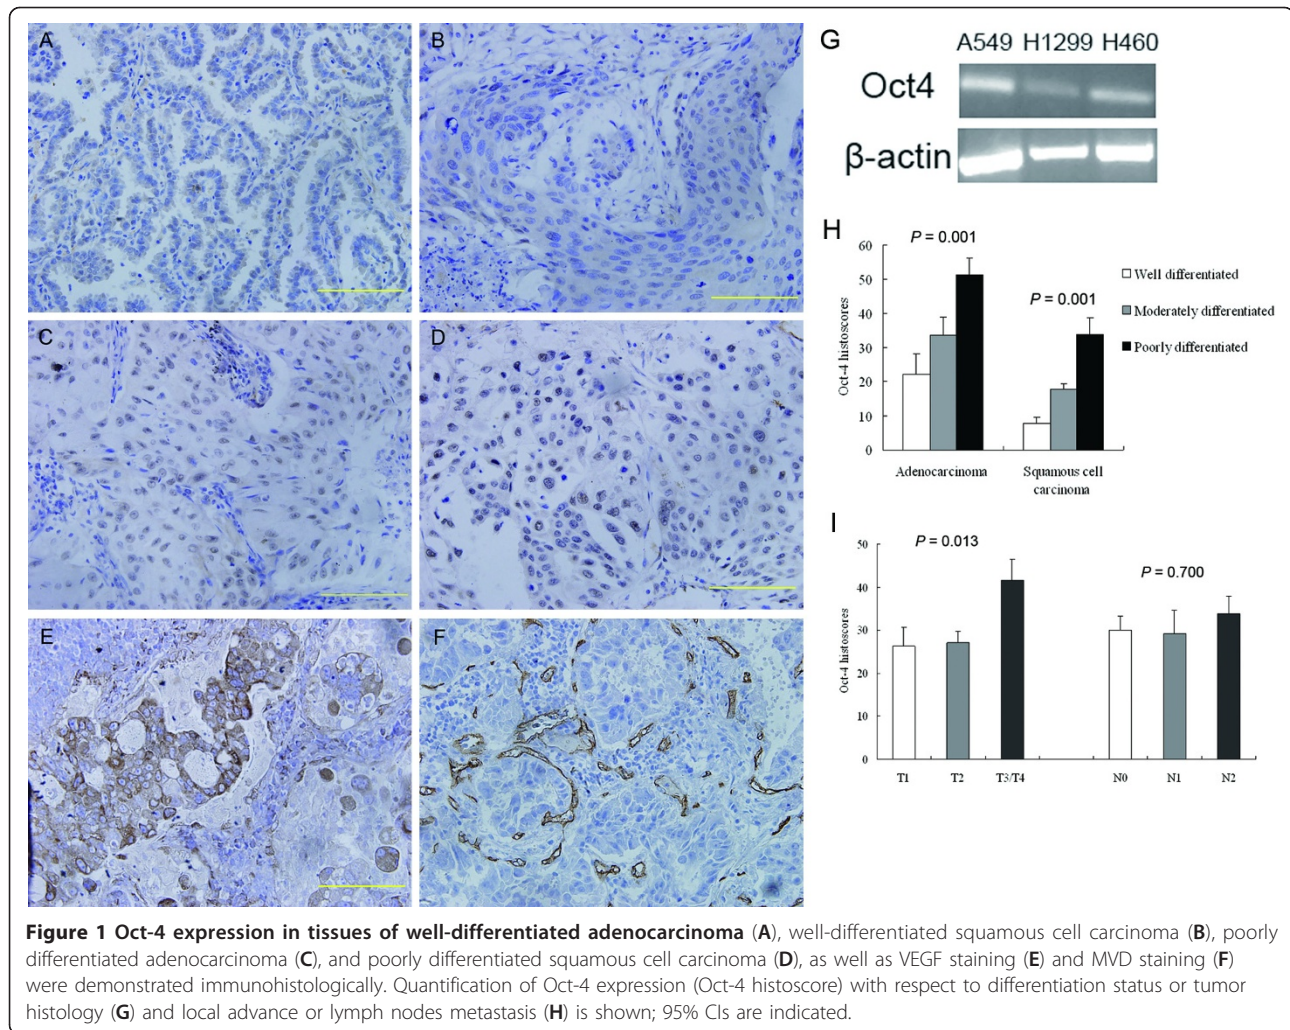 A
B
C
D
E
F
G
A549 H1299 H460
Oct4
β-actin
H
P = 0.001
P = 0.001
Oct-4 histoscores
60
50
40
30
20
10
0
Adenocarcinoma
Squamous cell
carcinoma
Well differentiated
Moderately differentiated
Poorly differentiated
I
P = 0.013
P = 0.700
Oct-4 histoscores
50
40
30
20
10
0
T1
T2
T3/T4
N0
N1
N2
Figure 1 Oct-4 expression in tissues of well-differentiated adenocarcinoma (A), well-differentiated squamous cell carcinoma (B), poorly
differentiated adenocarcinoma (C), and poorly differentiated squamous cell carcinoma (D), as well as VEGF staining (E) and MVD staining (F)
were demonstrated immunohistologically. Quantification of Oct-4 expression (Oct-4 histoscore) with respect to differentiation status or tumor
histology (G) and local advance or lymph nodes metastasis (H) is shown; 95% CIs are indicated.